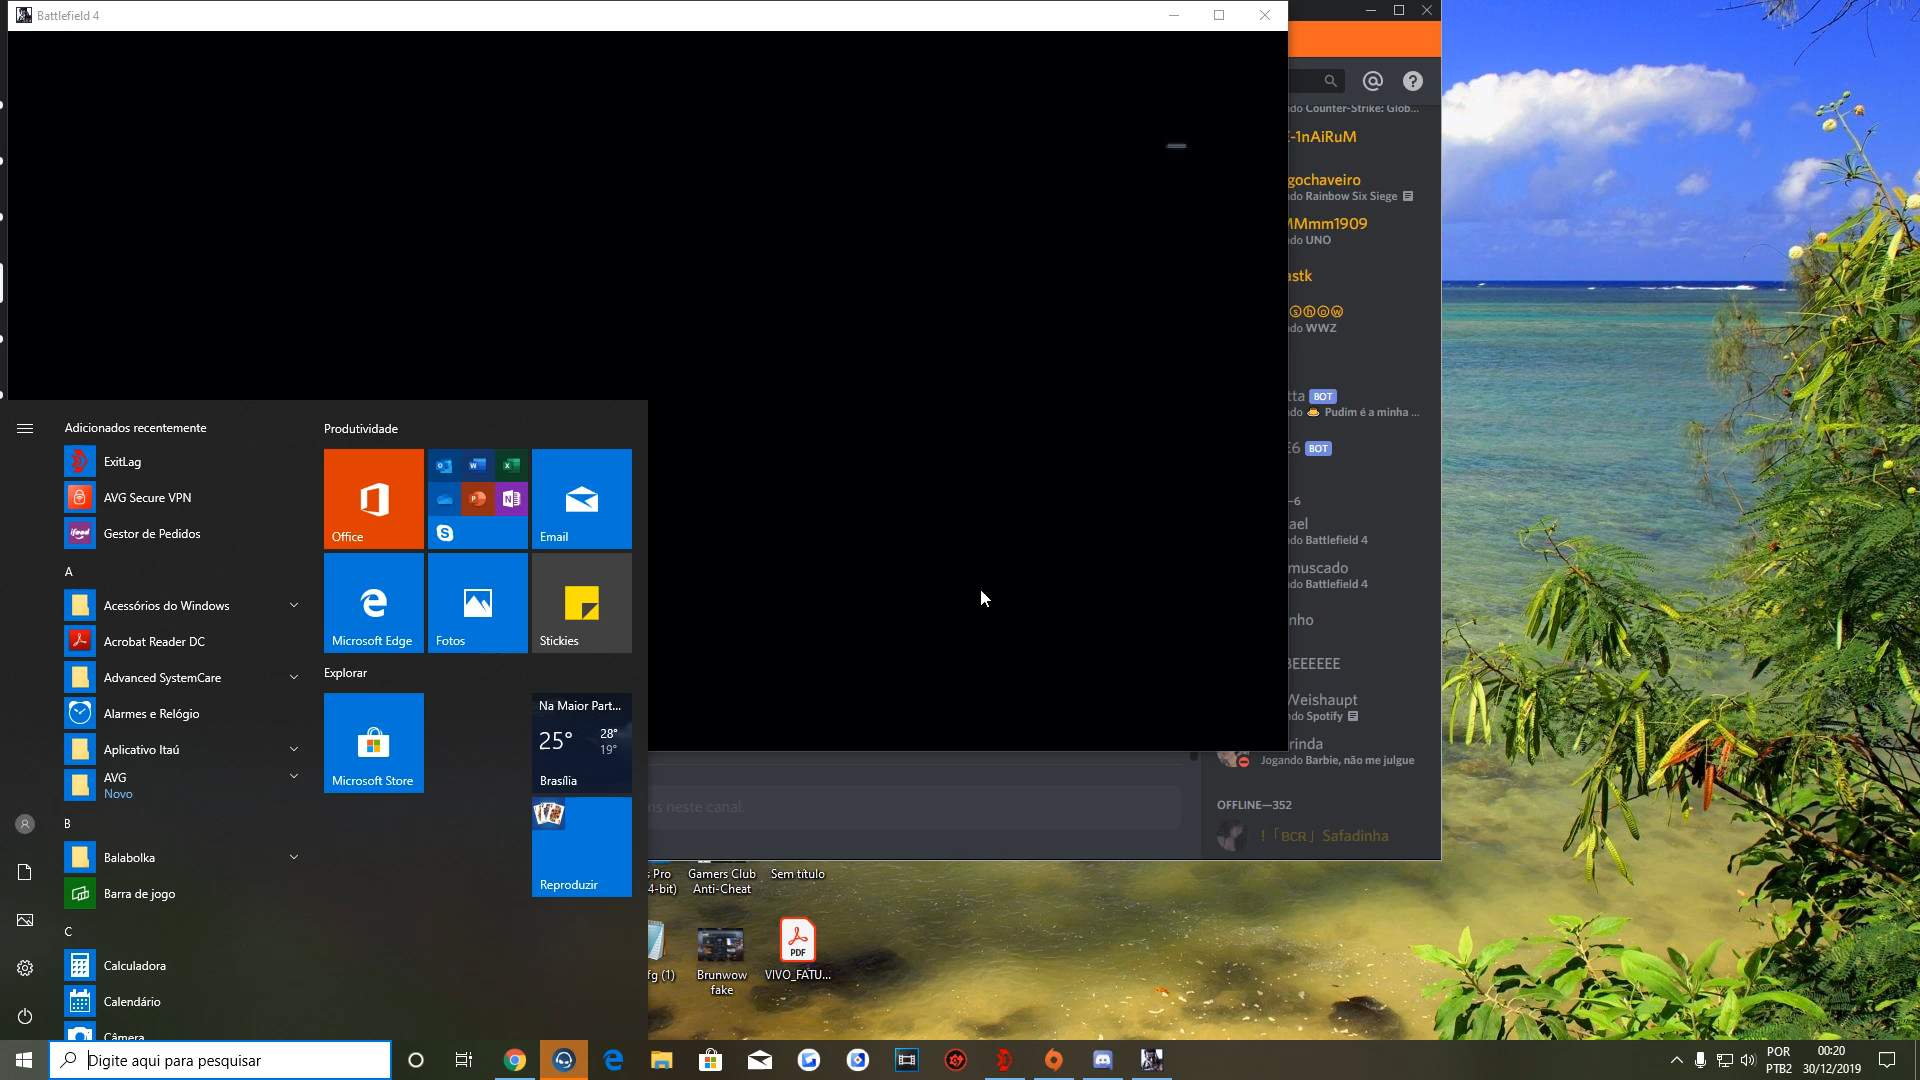 Battlefield 4
do Counter-Strike: Glob...
-1nAiRuM
gochaveiro
do Rainbow Six Siege
Mmm1909
do UNO
astk
ⓢⓗⓞⓦ
do WWZ
tta BOT
do Pudim é a minha ...
E6 BOT
—6
ael
do Battlefield 4
muscado
do Battlefield 4
nho
BEEEEEE
Weishaupt
do Spotify
rinda
Jogando Barbie, não me julgue
OFFLINE—352
! 「BCR」 Safadinha
ns neste canal.
Adicionados recentemente
ExitLag
AVG Secure VPN
ifood
Gestor de Pedidos
A
Acessórios do Windows
Acrobat Reader DC
Advanced SystemCare
Alarmes e Relógio
Aplicativo Itaú
AVG
Novo
B
Balabolka
Barra de jogo
C
Calculadora
Calendário
Câmera
Produtividade
Office
Email
Microsoft Edge
Fotos
Stickies
Explorar
Microsoft Store
Na Maior Part...
25°
28°
19°
Brasília
Reproduzir
s Pro
4-bit)
Gamers Club
Anti-Cheat
Sem título
fg (1)
Brunwow
fake
PDF
VIVO_FATU...
Digite aqui para pesquisar
POR
PTB2
00:20
30/12/2019